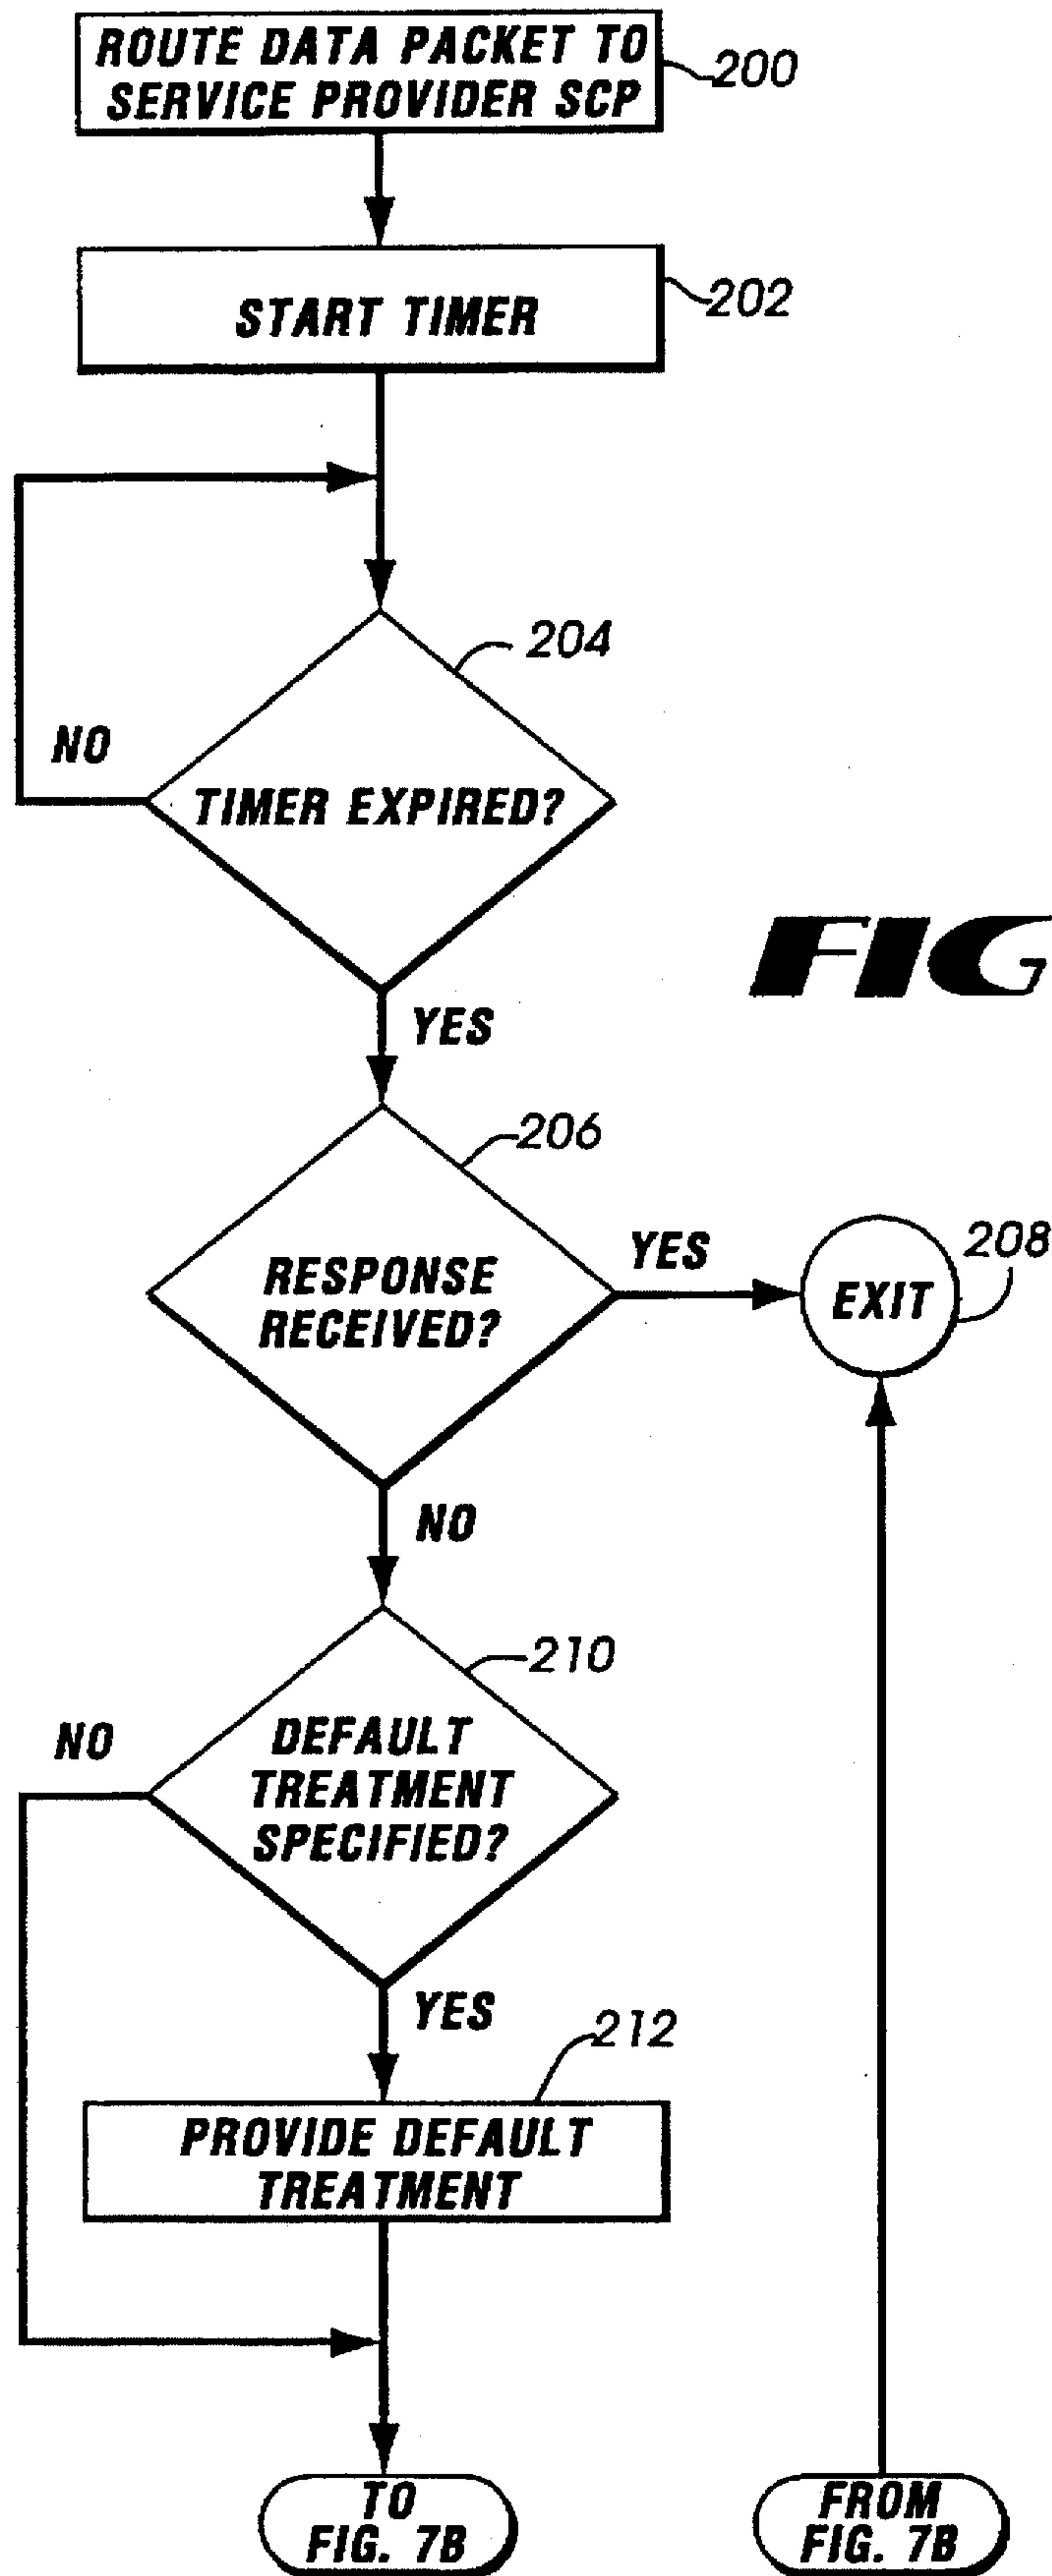 ROUTE DATA PACKET TO
SERVICE PROVIDER SCP
200
START TIMER
202
204
NO
TIMER EXPIRED?
FIG
YES
206
RESPONSE
RECEIVED?
YES
EXIT
208
NO
210
NO
DEFAULT
TREATMENT
SPECIFIED?
YES
212
PROVIDE DEFAULT
TREATMENT
TO
FIG. 7B
FROM
FIG. 7B